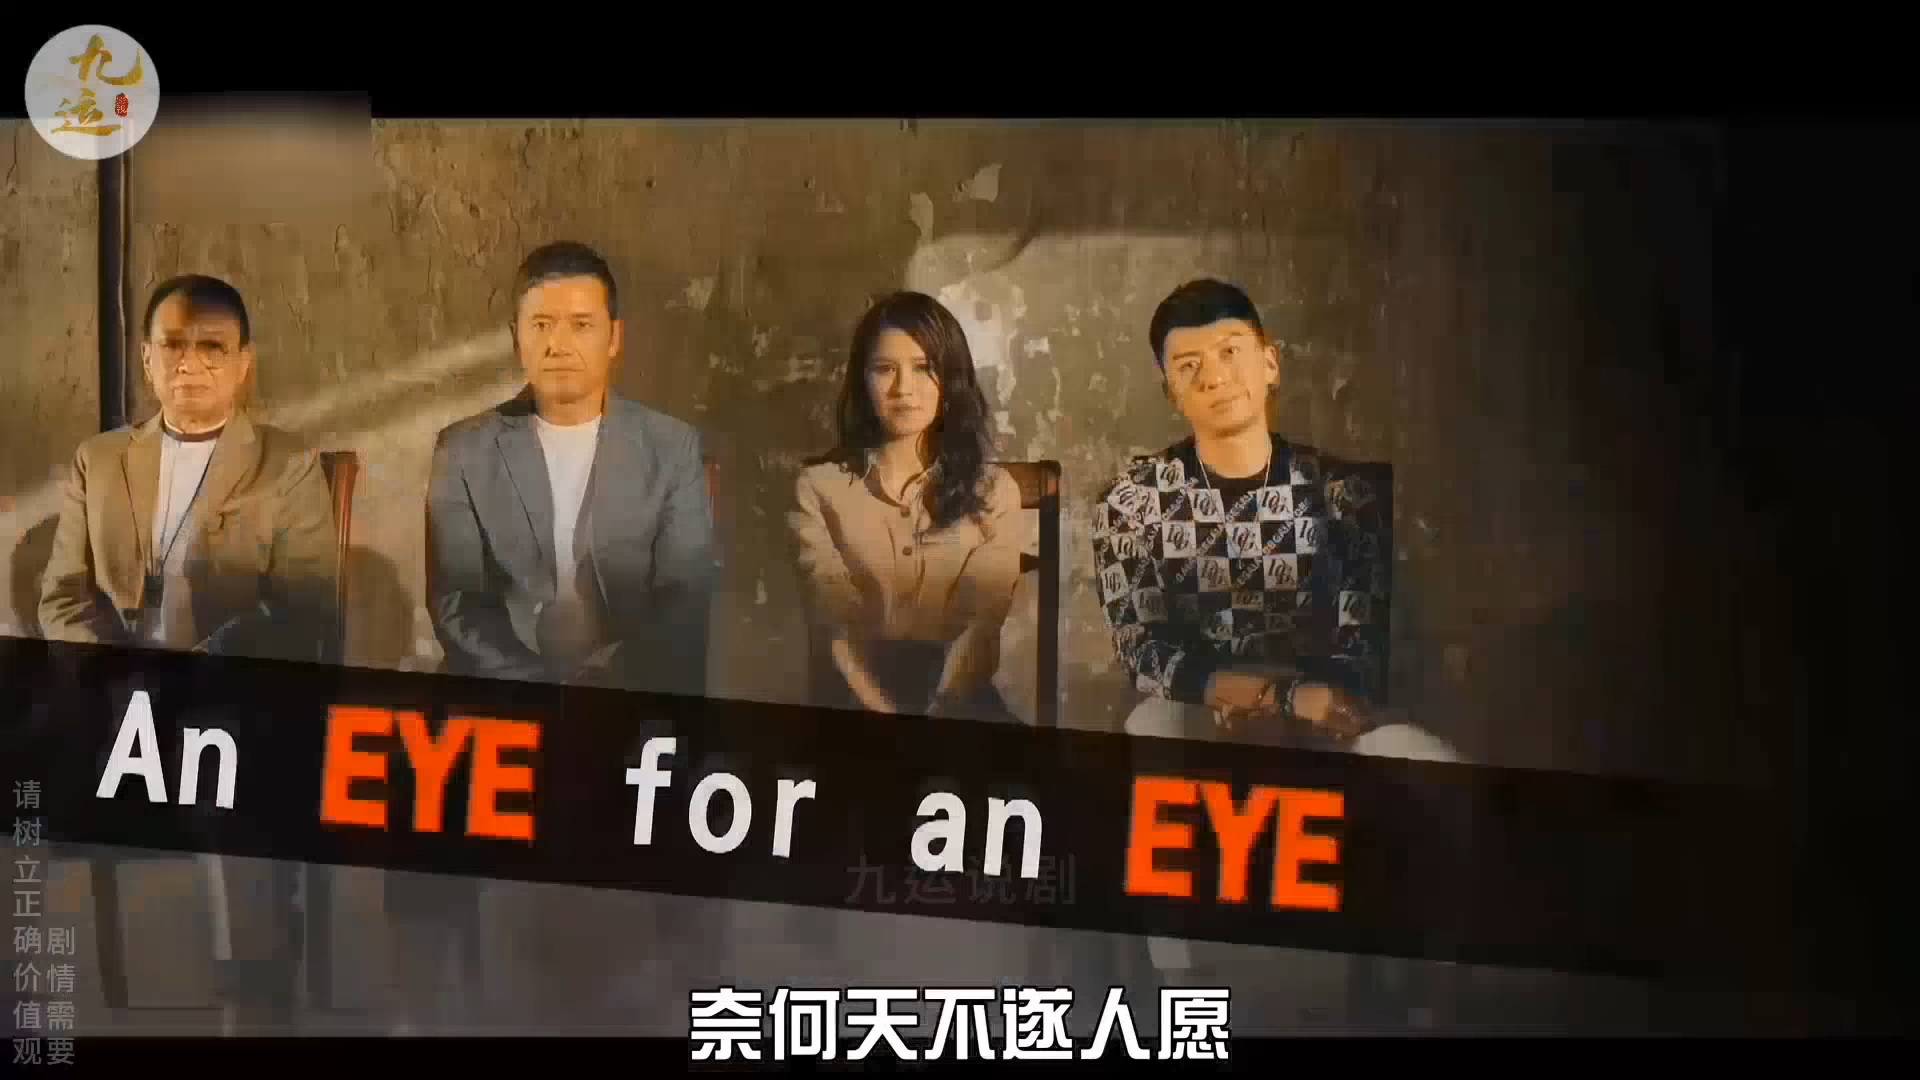 九运
An EYE for an EYE
九运说剧
请树立正确价值观
剧情需要
奈何天不遂人愿